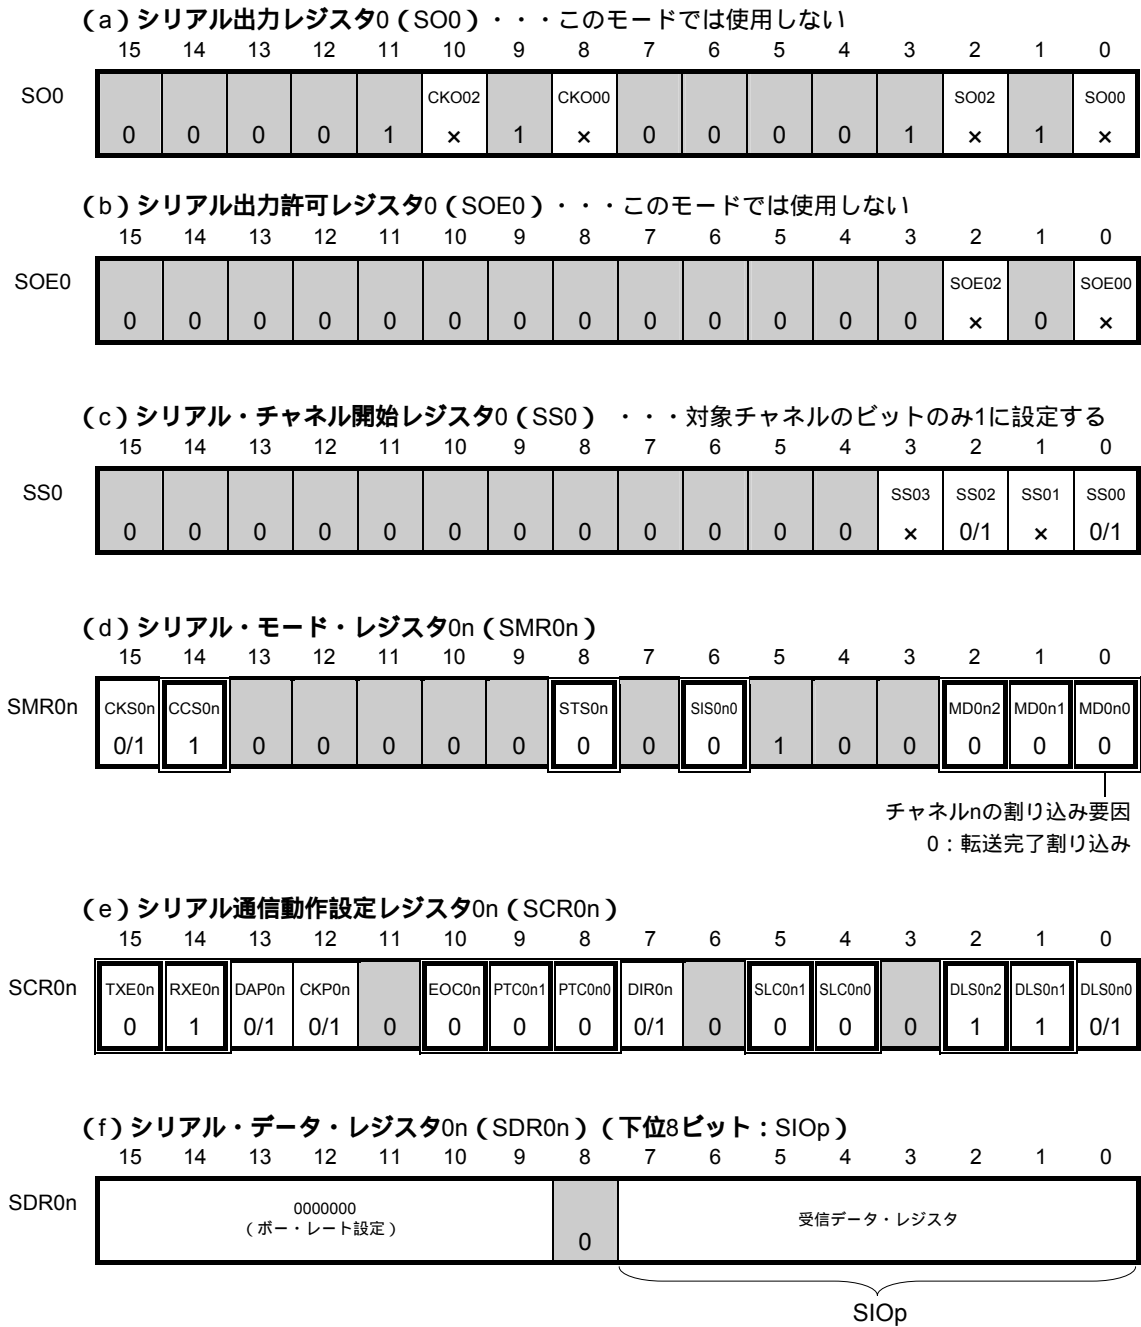 (a)シリアル出力レジスタ0(SO0)・・・このモードでは使用しない
15 14 13 12 11 10 9 8 7 6 5 4 3 2 1 0
SO0
CKO02 CKO00 SO02 SO00
0 0 0 0 1 × 1 × 0 0 0 0 1 × 1 ×
(b)シリアル出力許可レジスタ0(SOE0)・・・このモードでは使用しない
15 14 13 12 11 10 9 8 7 6 5 4 3 2 1 0
SOE0
SOE02 SOE00
0 0 0 0 0 0 0 0 0 0 0 0 0 × 0 ×
(c)シリアル・チャネル開始レジスタ0(SS0) ・・・対象チャネルのビットのみ1に設定する
15 14 13 12 11 10 9 8 7 6 5 4 3 2 1 0
SS0
SS03 SS02 SS01 SS00
0 0 0 0 0 0 0 0 0 0 0 0 × 0/1 × 0/1
(d)シリアル・モード・レジスタ0n(SMR0n)
15 14 13 12 11 10 9 8 7 6 5 4 3 2 1 0
SMR0n
CKS0n CCS0n STS0n SIS0n0 MD0n2 MD0n1 MD0n0
0/1 1 0 0 0 0 0 0 0 0 1 0 0 0 0 0
チャネルnの割り込み要因
0:転送完了割り込み
(e)シリアル通信動作設定レジスタ0n(SCR0n)
15 14 13 12 11 10 9 8 7 6 5 4 3 2 1 0
SCR0n
TXE0n RXE0n DAP0n CKP0n EOC0n PTC0n1 PTC0n0 DIR0n SLC0n1 SLC0n0 DLS0n2 DLS0n1 DLS0n0
0 1 0/1 0/1 0 0 0 0 0/1 0 0 0 0 1 1 0/1
(f)シリアル・データ・レジスタ0n(SDR0n)(下位8ビット:SIOp)
15 14 13 12 11 10 9 8 7 6 5 4 3 2 1 0
SDR0n
0000000
(ボー・レート設定)
0
受信データ・レジスタ
SIOp